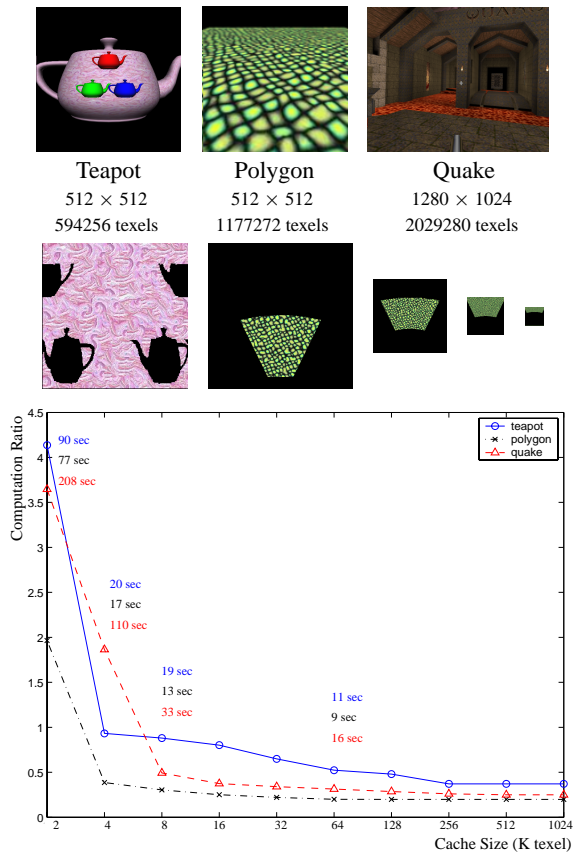 Teapot
512 × 512
594256 texels
Polygon
512 × 512
1177272 texels
Quake
1280 × 1024
2029280 texels
4.5
4
3.5
3
2.5
2
1.5
1
0.5
0
Computation Ratio
teapot
polygon
quake
90 sec
77 sec
208 sec
20 sec
17 sec
110 sec
19 sec
13 sec
33 sec
11 sec
9 sec
16 sec
2 4 8 16 32 64 128 256 512 1024
Cache Size (K texel)